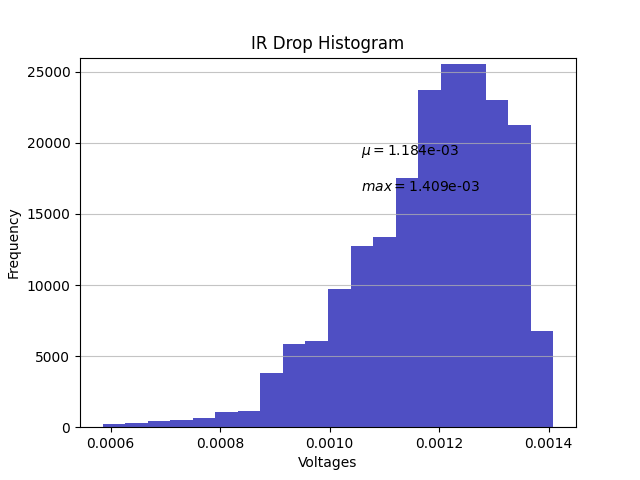 IR Drop Histogram
25000
20000
15000
10000
5000
0
Frequency
μ = 1.184e-03
max = 1.409e-03
0.0006 0.0008 0.0010 0.0012 0.0014
Voltages